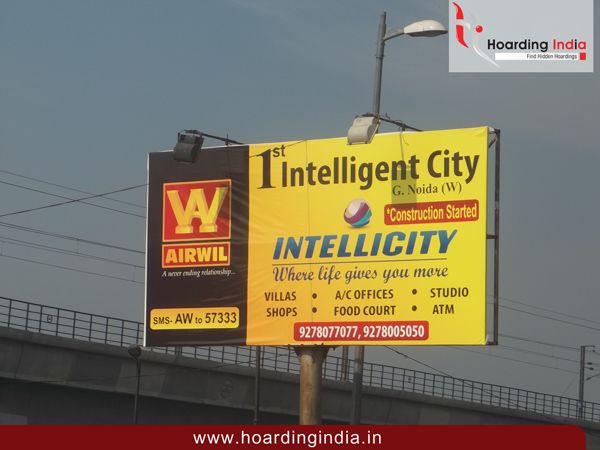 Hoarding India
Find Hidden Hoardings
1st Intelligent City
G. Noida (W)
*Construction Started
AIRWIL
A never ending relationship...
INTELLICITY
Where life gives you more
VILLAS • A/C OFFICES • STUDIO
SHOPS • FOOD COURT • ATM
SMS- AW to 57333
9278077077, 9278005050
www.hoardingindia.in